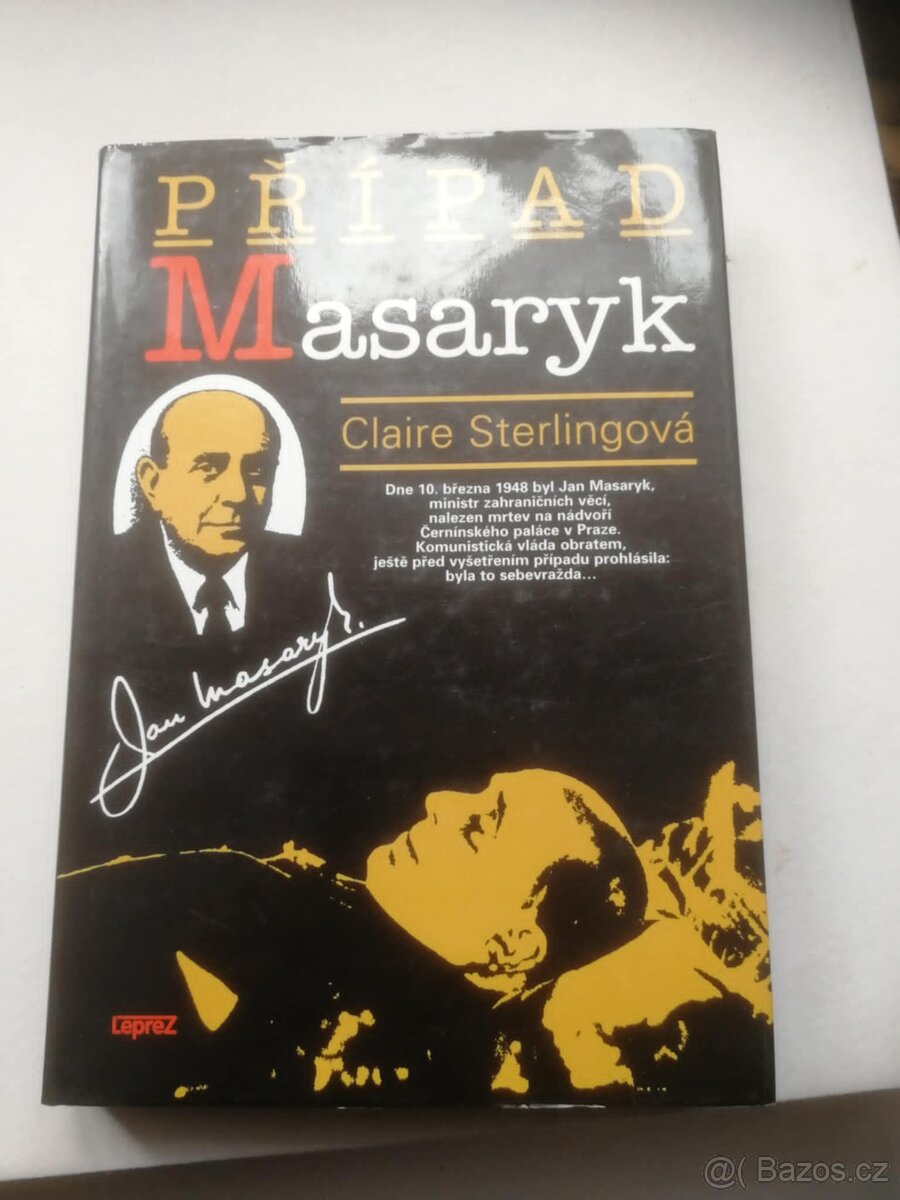 PŘÍPAD
Masaryk
Claire Sterlingová
Dne 10. března 1948 byl Jan Masaryk,
ministr zahraničních věcí,
nalezen mrtev na nádvoří
Černínského paláce v Praze.
Komunistická vláda obratem,
ještě před vyšetřením případu prohlásila:
byla to sebevražda...
Jan Masaryk.
LepreZ
@( Bazos.cz